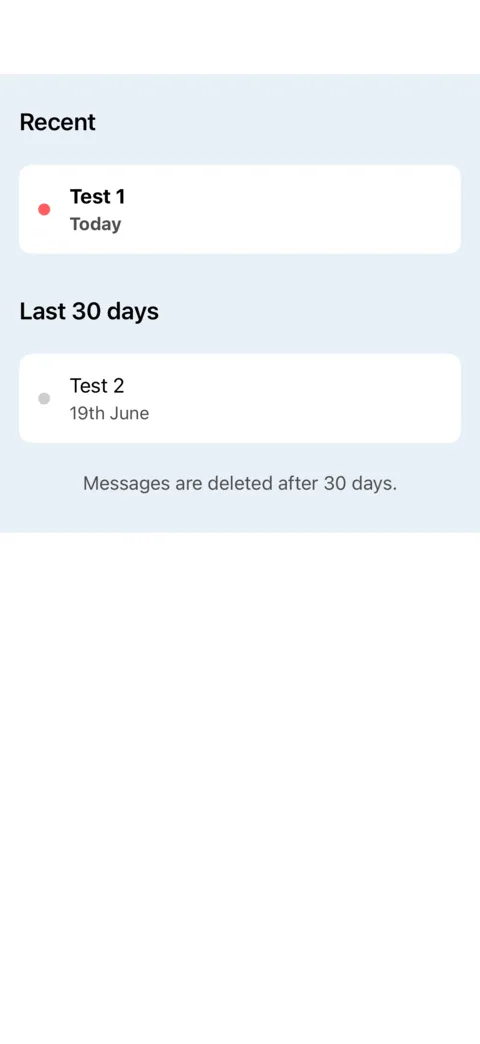 Recent
Test 1
Today
Last 30 days
Test 2
19th June
Messages are deleted after 30 days.